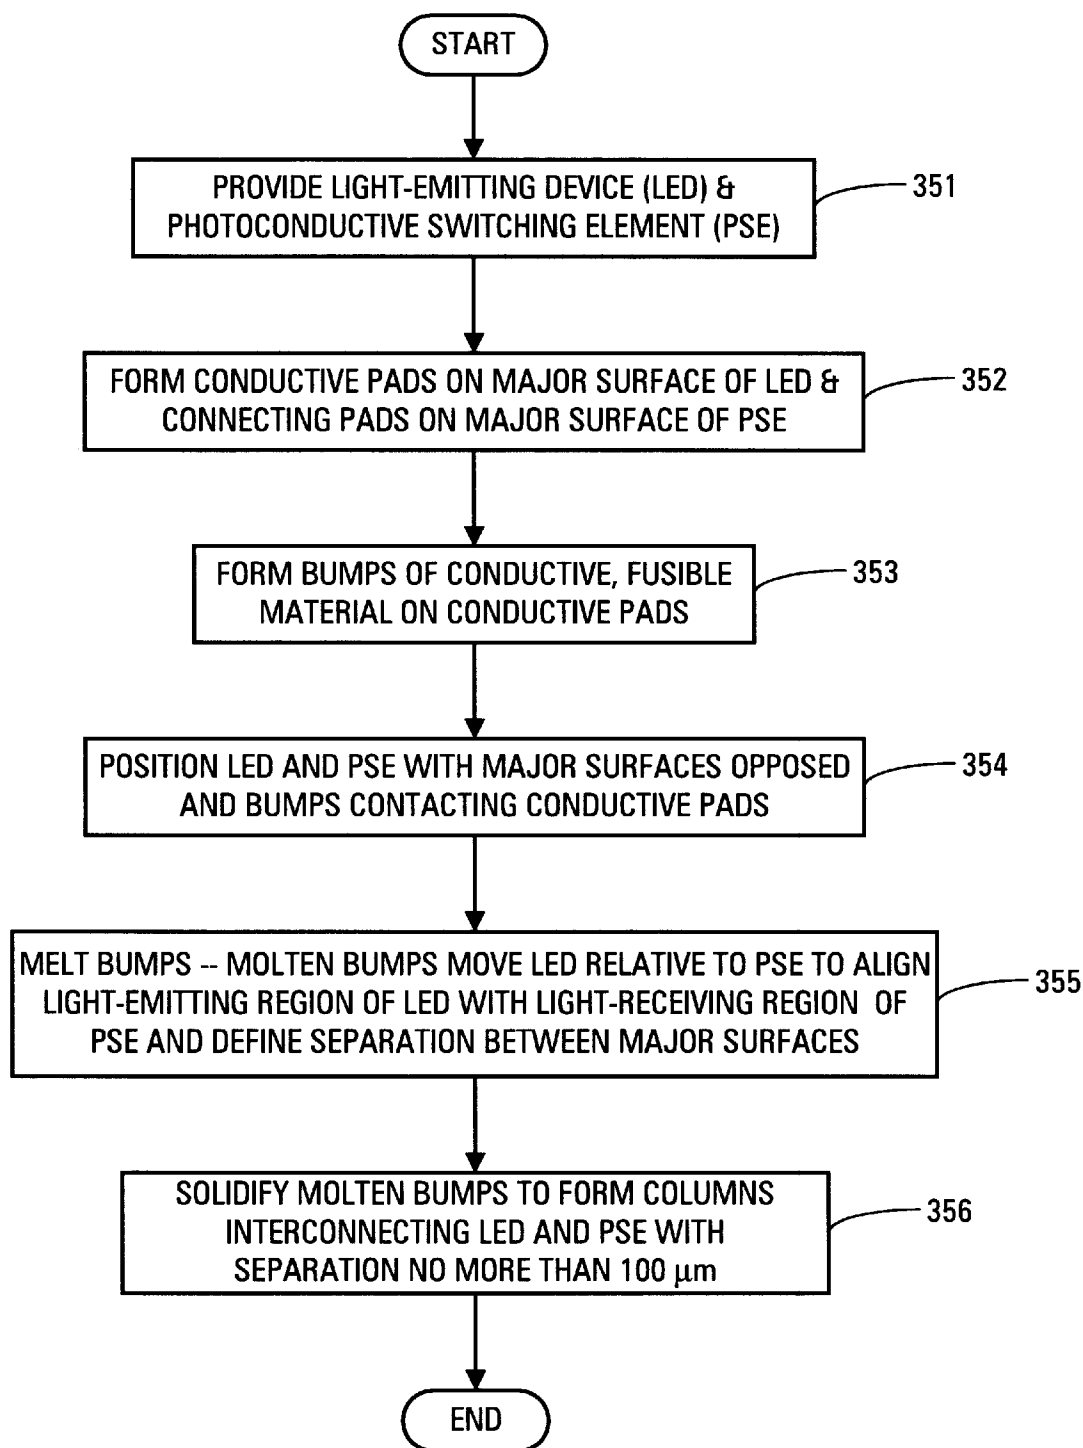 START
PROVIDE LIGHT-EMITTING DEVICE (LED) &
PHOTOCONDUCTIVE SWITCHING ELEMENT (PSE)
351
FORM CONDUCTIVE PADS ON MAJOR SURFACE OF LED &
CONNECTING PADS ON MAJOR SURFACE OF PSE
352
FORM BUMPS OF CONDUCTIVE, FUSIBLE
MATERIAL ON CONDUCTIVE PADS
353
POSITION LED AND PSE WITH MAJOR SURFACES OPPOSED
AND BUMPS CONTACTING CONDUCTIVE PADS
354
MELT BUMPS -- MOLTEN BUMPS MOVE LED RELATIVE TO PSE TO ALIGN
LIGHT-EMITTING REGION OF LED WITH LIGHT-RECEIVING REGION OF
PSE AND DEFINE SEPARATION BETWEEN MAJOR SURFACES
355
SOLIDIFY MOLTEN BUMPS TO FORM COLUMNS
INTERCONNECTING LED AND PSE WITH
SEPARATION NO MORE THAN 100 μm
356
END